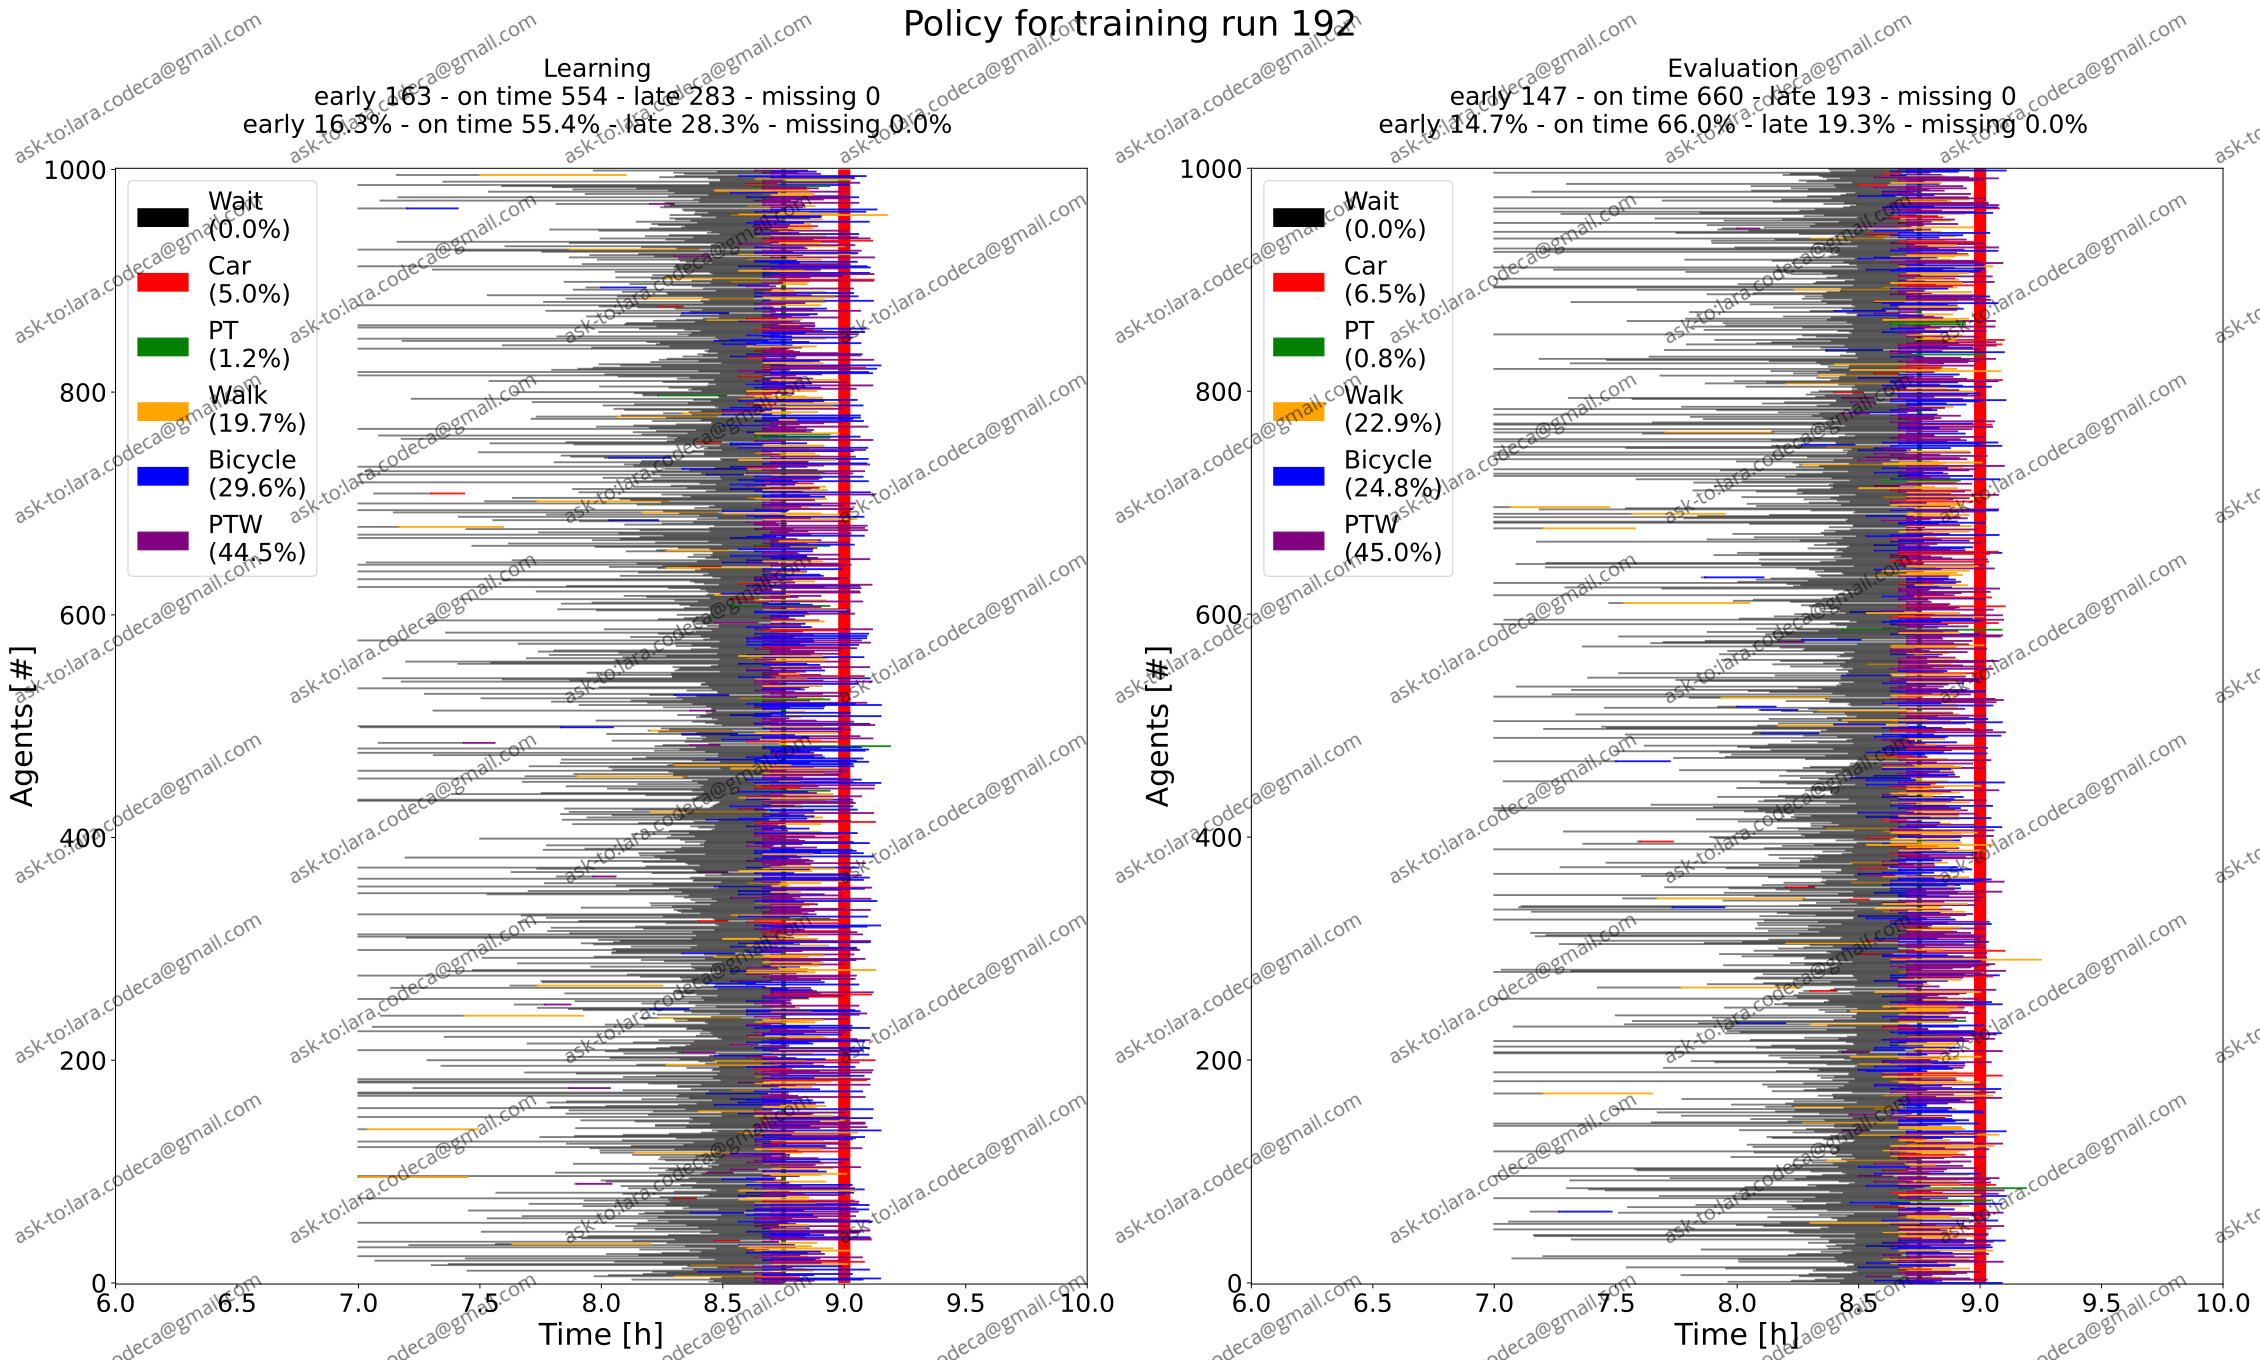 Policy for training run 192
Learning
early 163 - on time 554 - late 283 - missing 0
early 16.3% - on time 55.4% - late 28.3% - missing 0.0%
Agents [#]
1000
800
600
400
200
0
Wait
(0.0%)
Car
(5.0%)
PT
(1.2%)
Walk
(19.7%)
Bicycle
(29.6%)
PTW
(44.5%)
6.0 6.5 7.0 7.5 8.0 8.5 9.0 9.5 10.0
Time [h]
Evaluation
early 147 - on time 660 - late 193 - missing 0
early 14.7% - on time 66.0% - late 19.3% - missing 0.0%
Agents [#]
1000
800
600
400
200
0
Wait
(0.0%)
Car
(6.5%)
PT
(0.8%)
Walk
(22.9%)
Bicycle
(24.8%)
PTW
(45.0%)
6.0 6.5 7.0 7.5 8.0 8.5 9.0 9.5 10.0
Time [h]
ask-to:lara.codeca@gmail.com